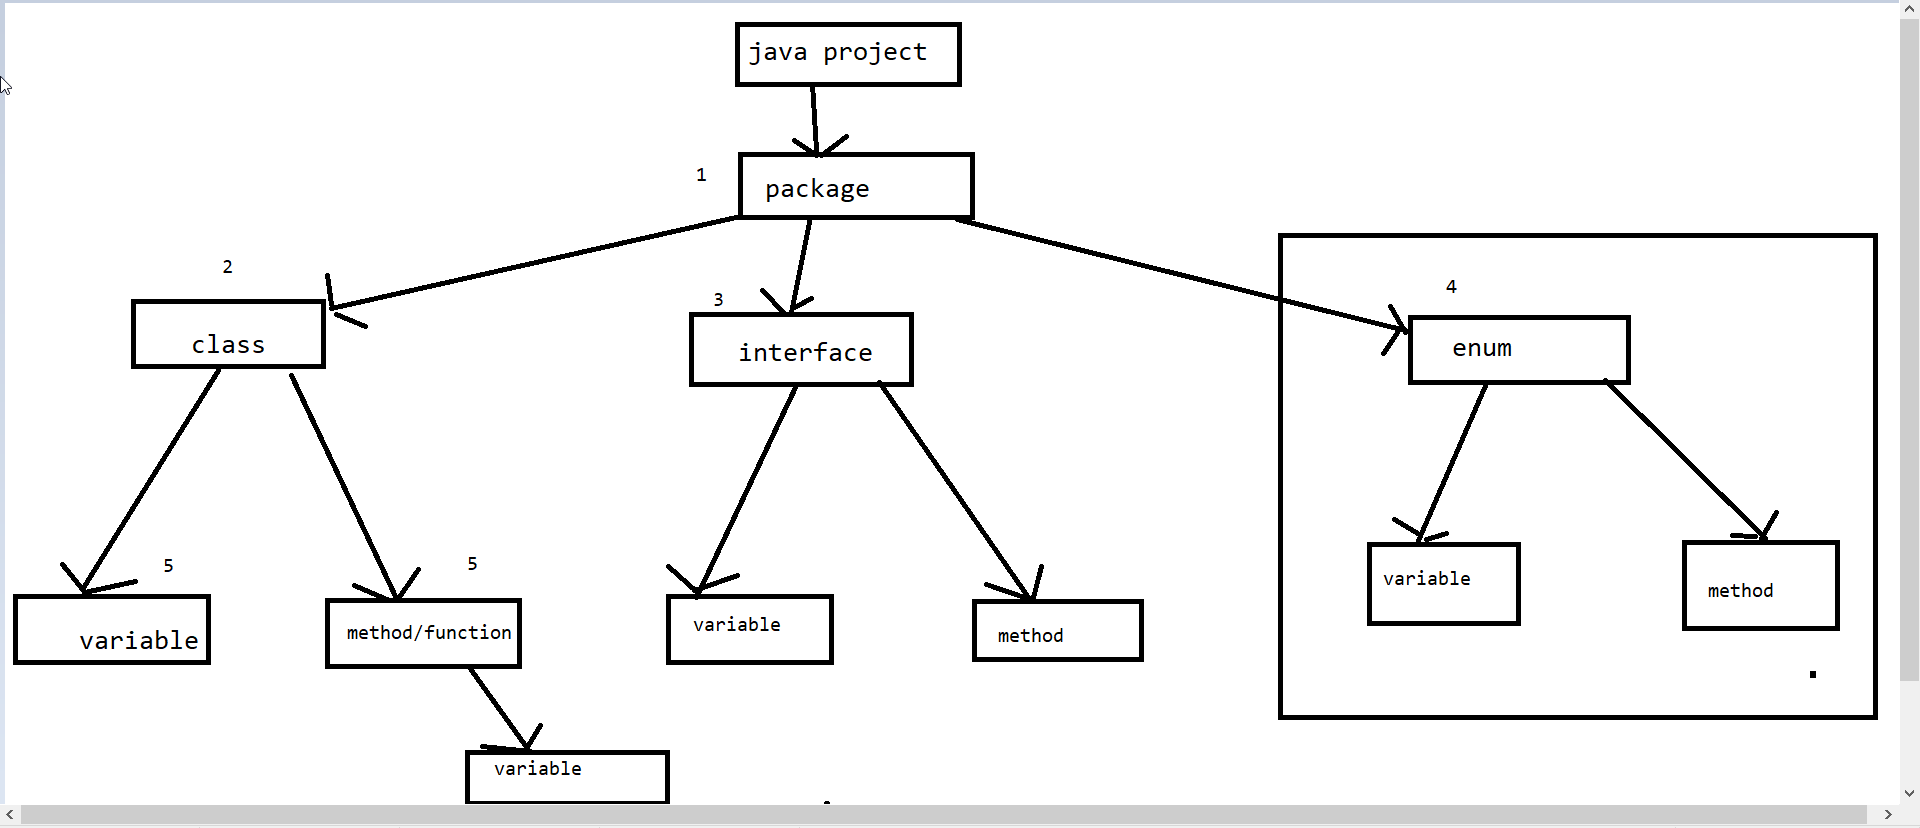 java project
1
package
2
class
3
interface
4
enum
5
variable
5
method/function
variable
variable
method
variable
method